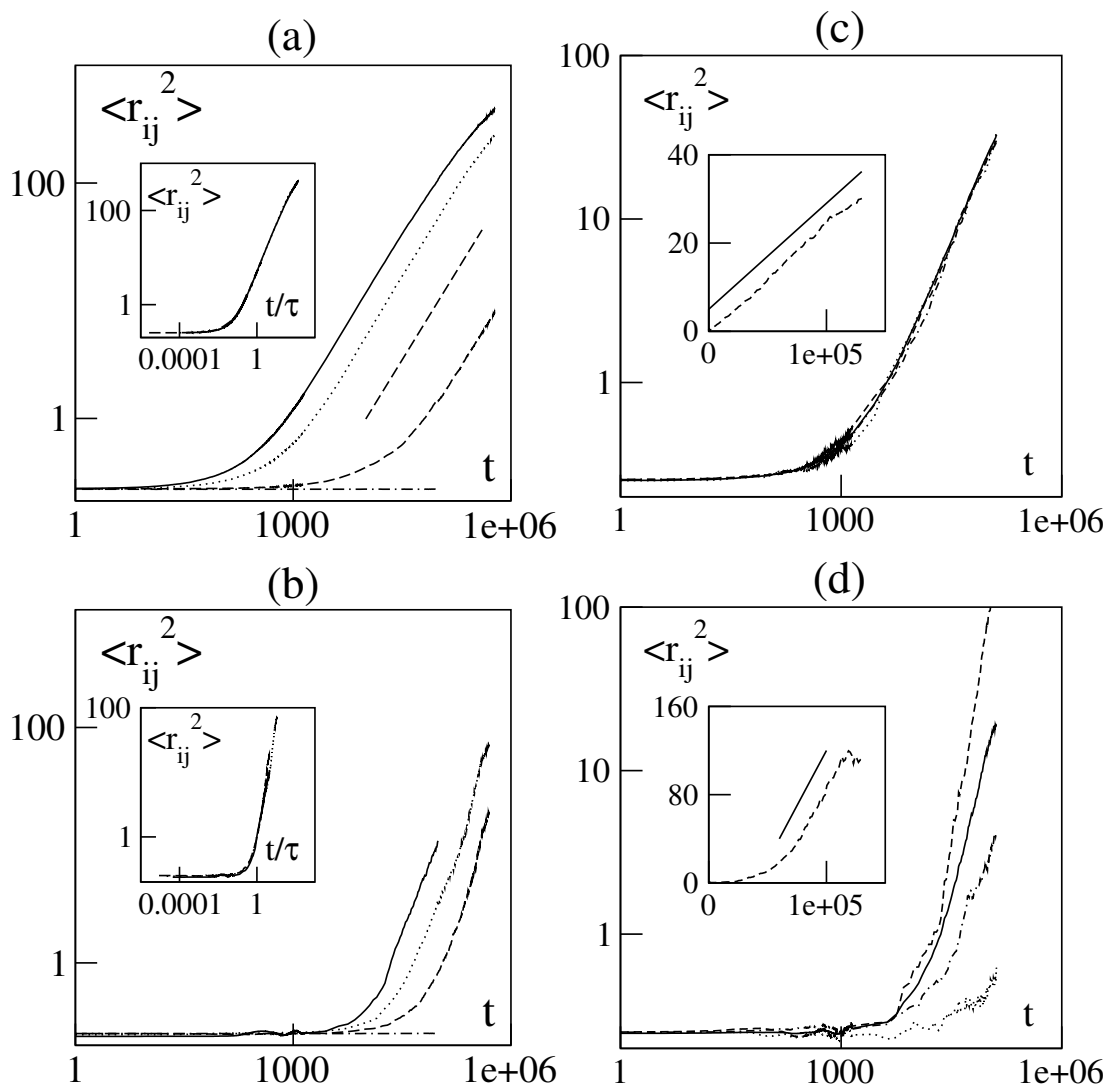 (a)
<r_ij^2>
100
1
1
1000
1e+06
t
<r_ij^2>
100
1
0.0001
1
t/τ
(c)
<r_ij^2>
100
10
1
1
1000
1e+06
t
40
20
0
0
1e+05
(b)
<r_ij^2>
100
1
1
1000
1e+06
t
100
<r_ij^2>
1
0.0001
1
t/τ
(d)
<r_ij^2>
100
10
1
1
1000
1e+06
t
160
80
0
0
1e+05